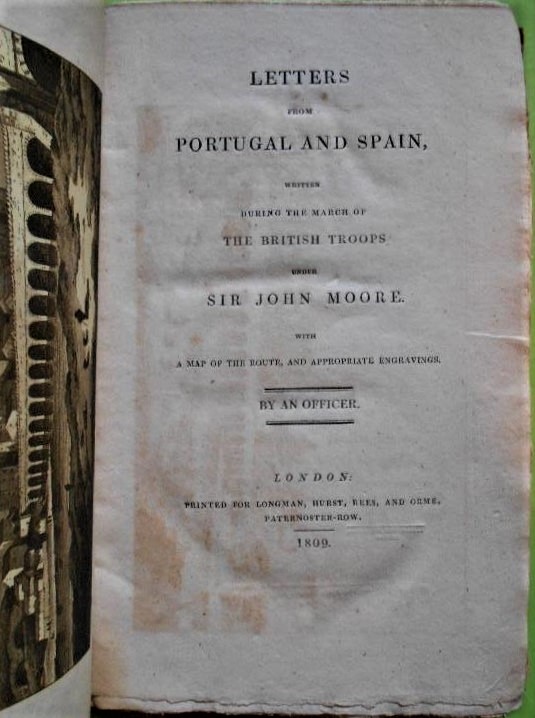 LETTERS
FROM
PORTUGAL AND SPAIN,
WRITTEN
DURING THE MARCH OF
THE BRITISH TROOPS
UNDER
SIR JOHN MOORE.
WITH
A MAP OF THE ROUTE, AND APPROPRIATE ENGRAVINGS.
BY AN OFFICER.
LONDON:
PRINTED FOR LONGMAN, HURST, REES, AND ORME,
PATERNOSTER-ROW.
1809.